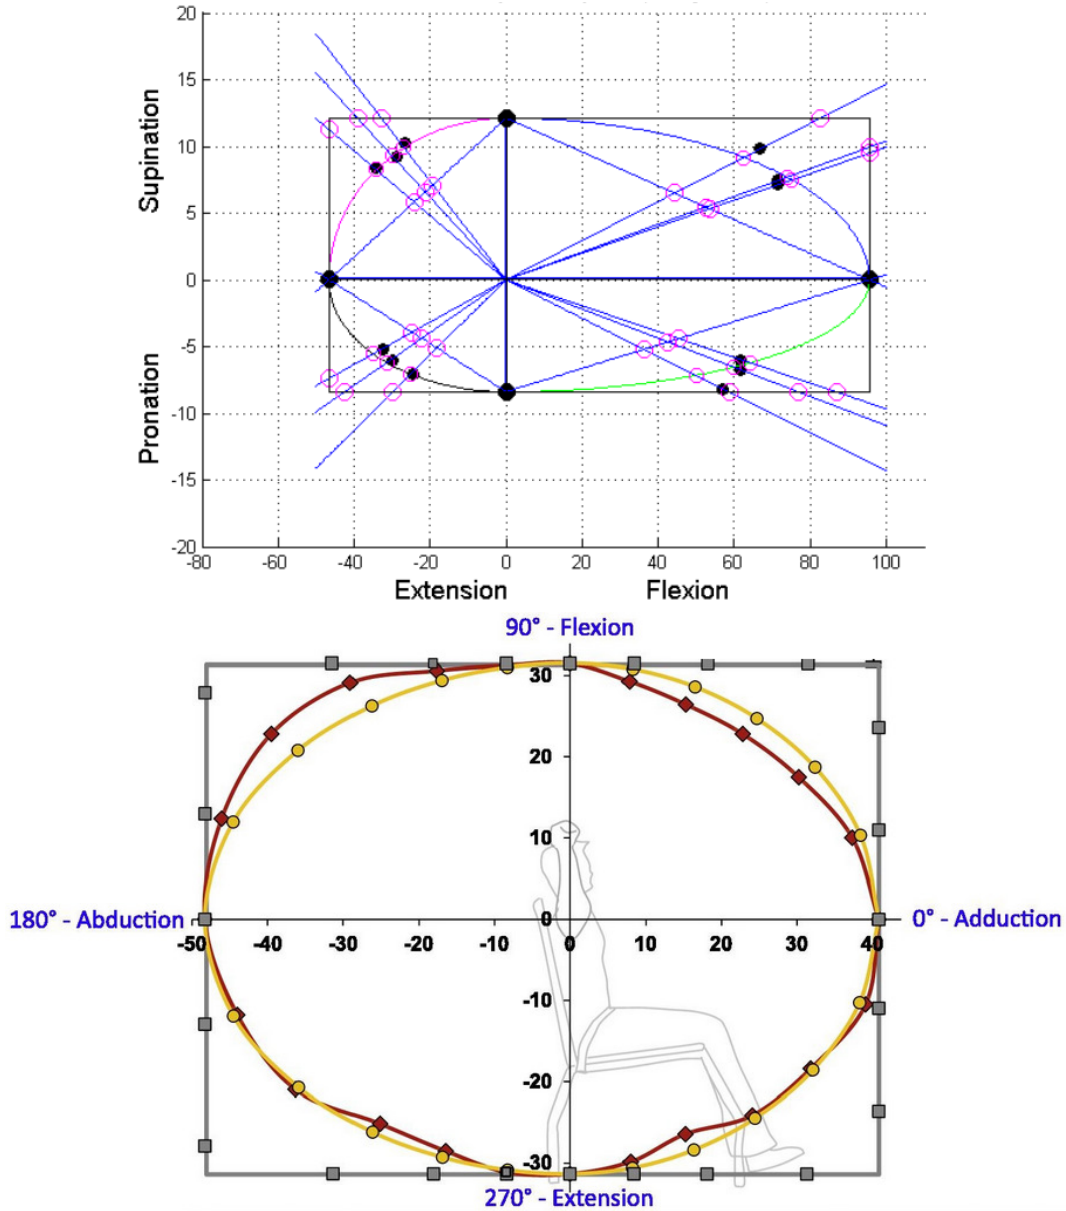 20
15
10
5
0
-5
-10
-15
-20
Supination
Pronation
-80 -60 -40 -20 0 20 40 60 80 100
Extension Flexion
90° - Flexion
30
20
10
180° - Abduction 0 0° - Adduction
-50 -40 -30 -20 -10 0 10 20 30 40
-10
-20
-30
270° - Extension